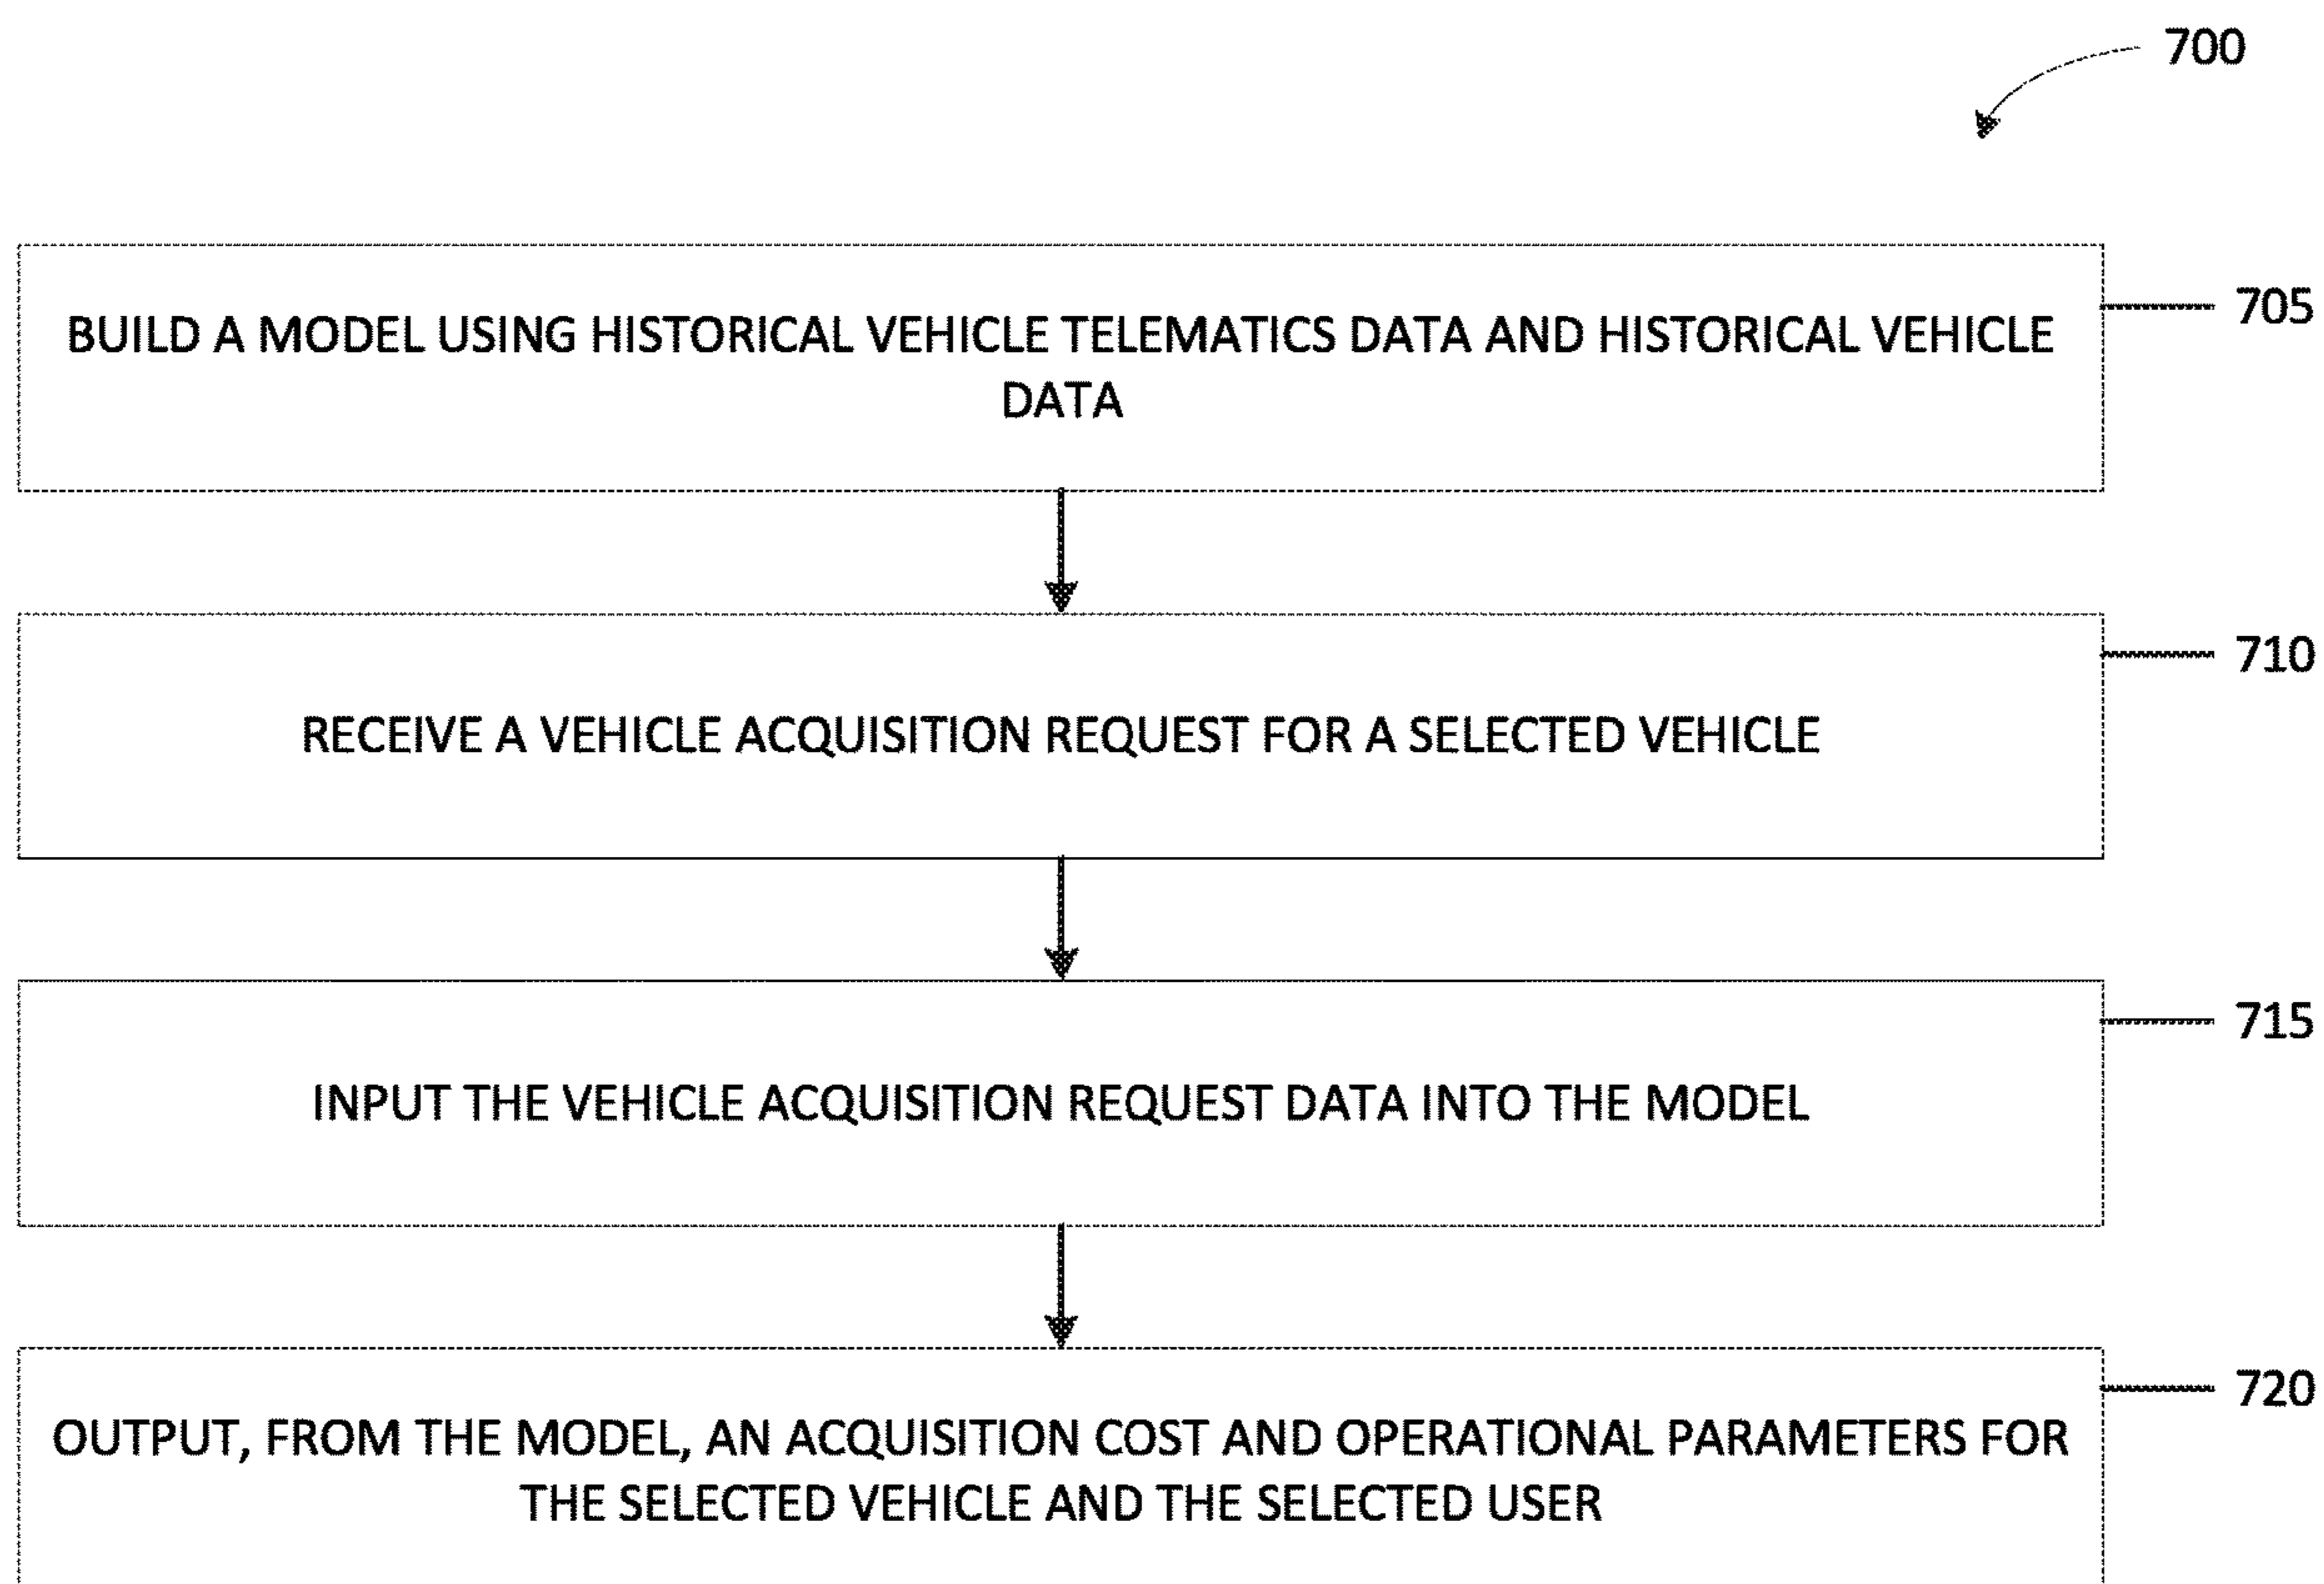 700
BUILD A MODEL USING HISTORICAL VEHICLE TELEMATICS DATA AND HISTORICAL VEHICLE
DATA
705
RECEIVE A VEHICLE ACQUISITION REQUEST FOR A SELECTED VEHICLE
710
INPUT THE VEHICLE ACQUISITION REQUEST DATA INTO THE MODEL
715
OUTPUT, FROM THE MODEL, AN ACQUISITION COST AND OPERATIONAL PARAMETERS FOR
THE SELECTED VEHICLE AND THE SELECTED USER
720